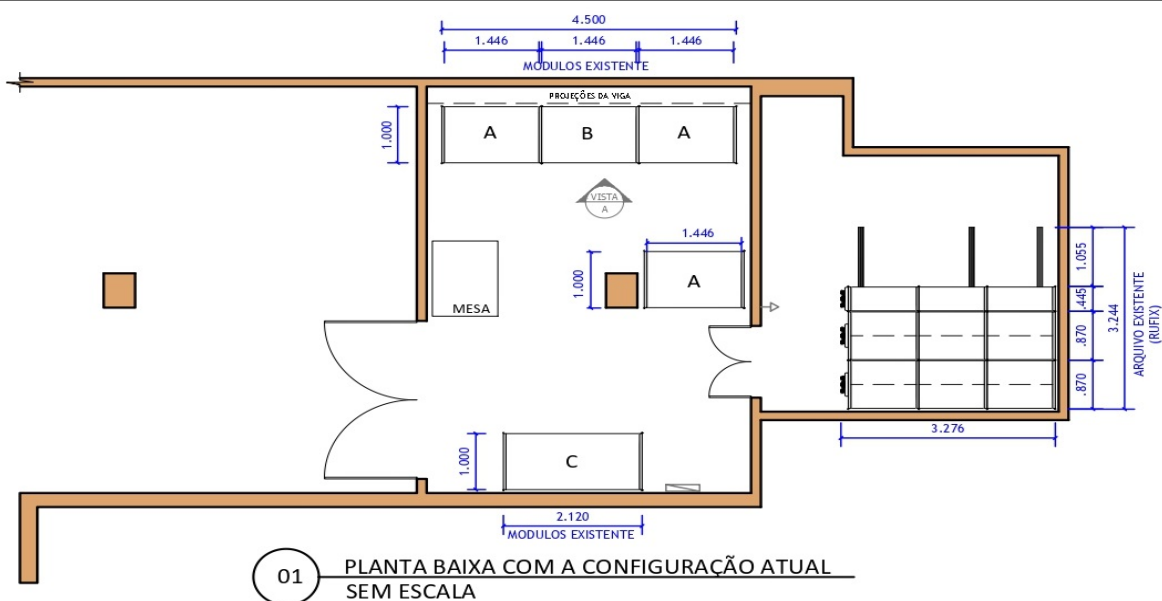 4.500
1.446 1.446 1.446
MODULOS EXISTENTE
PROJEÇÕES DA VIGA
1.000
A B A
VISTA
A
1.446
1.000
A
MESA
1.055
.445
.870
.870
3.244
ARQUIVO EXISTENTE
(RUFIX)
3.276
1.000
C
2.120
MODULOS EXISTENTE
01
PLANTA BAIXA COM A CONFIGURAÇÃO ATUAL
SEM ESCALA